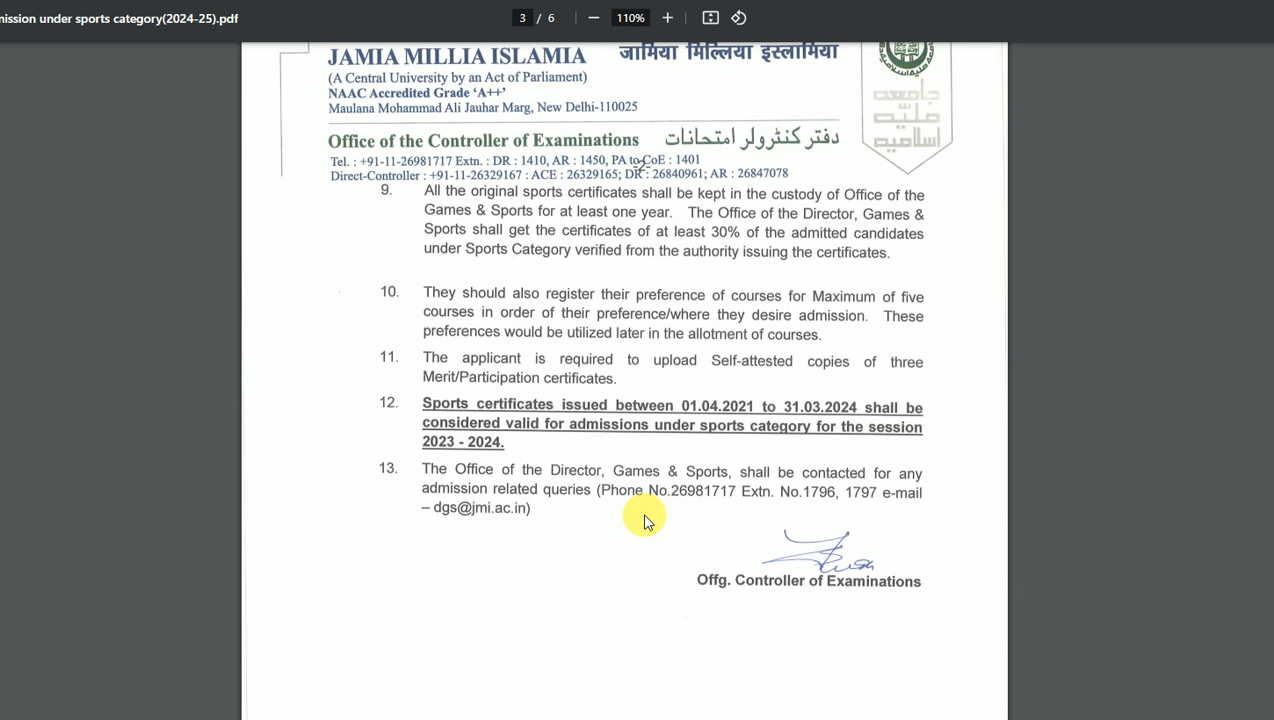 mission under sports category(2024-25).pdf
3 / 6
110%
JAMIA MILLIA ISLAMIA
जामिया मिल्लिया इस्लामिया
(A Central University by an Act of Parliament)
NAAC Accredited Grade ‘A++’
Maulana Mohammad Ali Jauhar Marg, New Delhi-110025
جامعہ
ملیہ
اسلامیہ
Office of the Controller of Examinations
دفتر کنٹرولر امتحانات
Tel. : +91-11-26981717 Extn. : DR : 1410, AR : 1450, PA to CoE : 1401
-2-
Direct-Controller : +91-11-26329167 : ACE : 26329165; DR : 26840961; AR : 26847078
9. All the original sports certificates shall be kept in the custody of Office of the
Games & Sports for at least one year. The Office of the Director, Games &
Sports shall get the certificates of at least 30% of the admitted candidates
under Sports Category verified from the authority issuing the certificates.
10. They should also register their preference of courses for Maximum of five
courses in order of their preference/where they desire admission. These
preferences would be utilized later in the allotment of courses.
11. The applicant is required to upload Self-attested copies of three
Merit/Participation certificates.
12. Sports certificates issued between 01.04.2021 to 31.03.2024 shall be
considered valid for admissions under sports category for the session
2023 - 2024.
13. The Office of the Director, Games & Sports, shall be contacted for any
admission related queries (Phone No.26981717 Extn. No.1796, 1797 e-mail
– dgs@jmi.ac.in)
Offg. Controller of Examinations